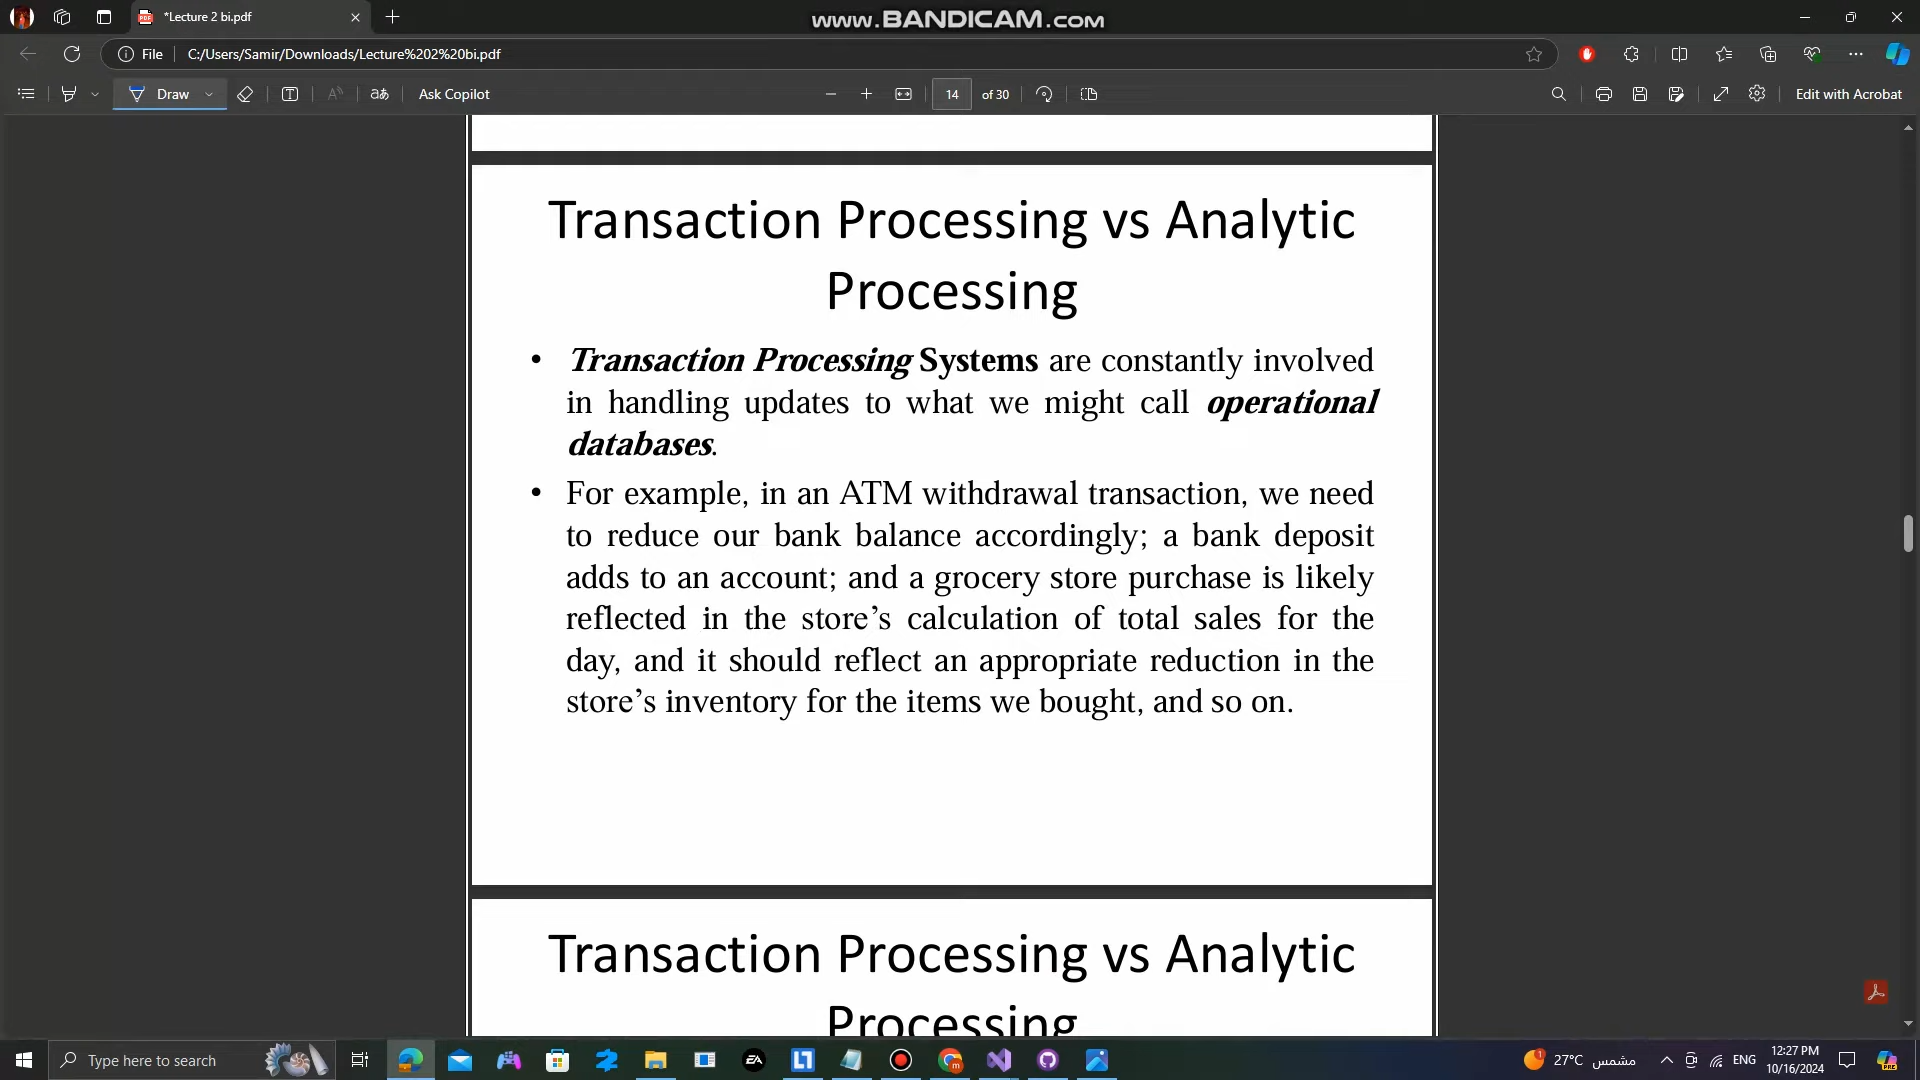 *Lecture 2 bi.pdf
www.BANDICAM.com
File
C:/Users/Samir/Downloads/Lecture%202%20bi.pdf
Draw
aあ
Ask Copilot
14 of 30
Edit with Acrobat
Transaction Processing vs Analytic
Processing
• Transaction Processing Systems are constantly involved
in handling updates to what we might call operational
databases.
• For example, in an ATM withdrawal transaction, we need
to reduce our bank balance accordingly; a bank deposit
adds to an account; and a grocery store purchase is likely
reflected in the store’s calculation of total sales for the
day, and it should reflect an appropriate reduction in the
store’s inventory for the items we bought, and so on.
Transaction Processing vs Analytic
Processing
Type here to search
27°C مشمس
ENG
12:27 PM
10/16/2024